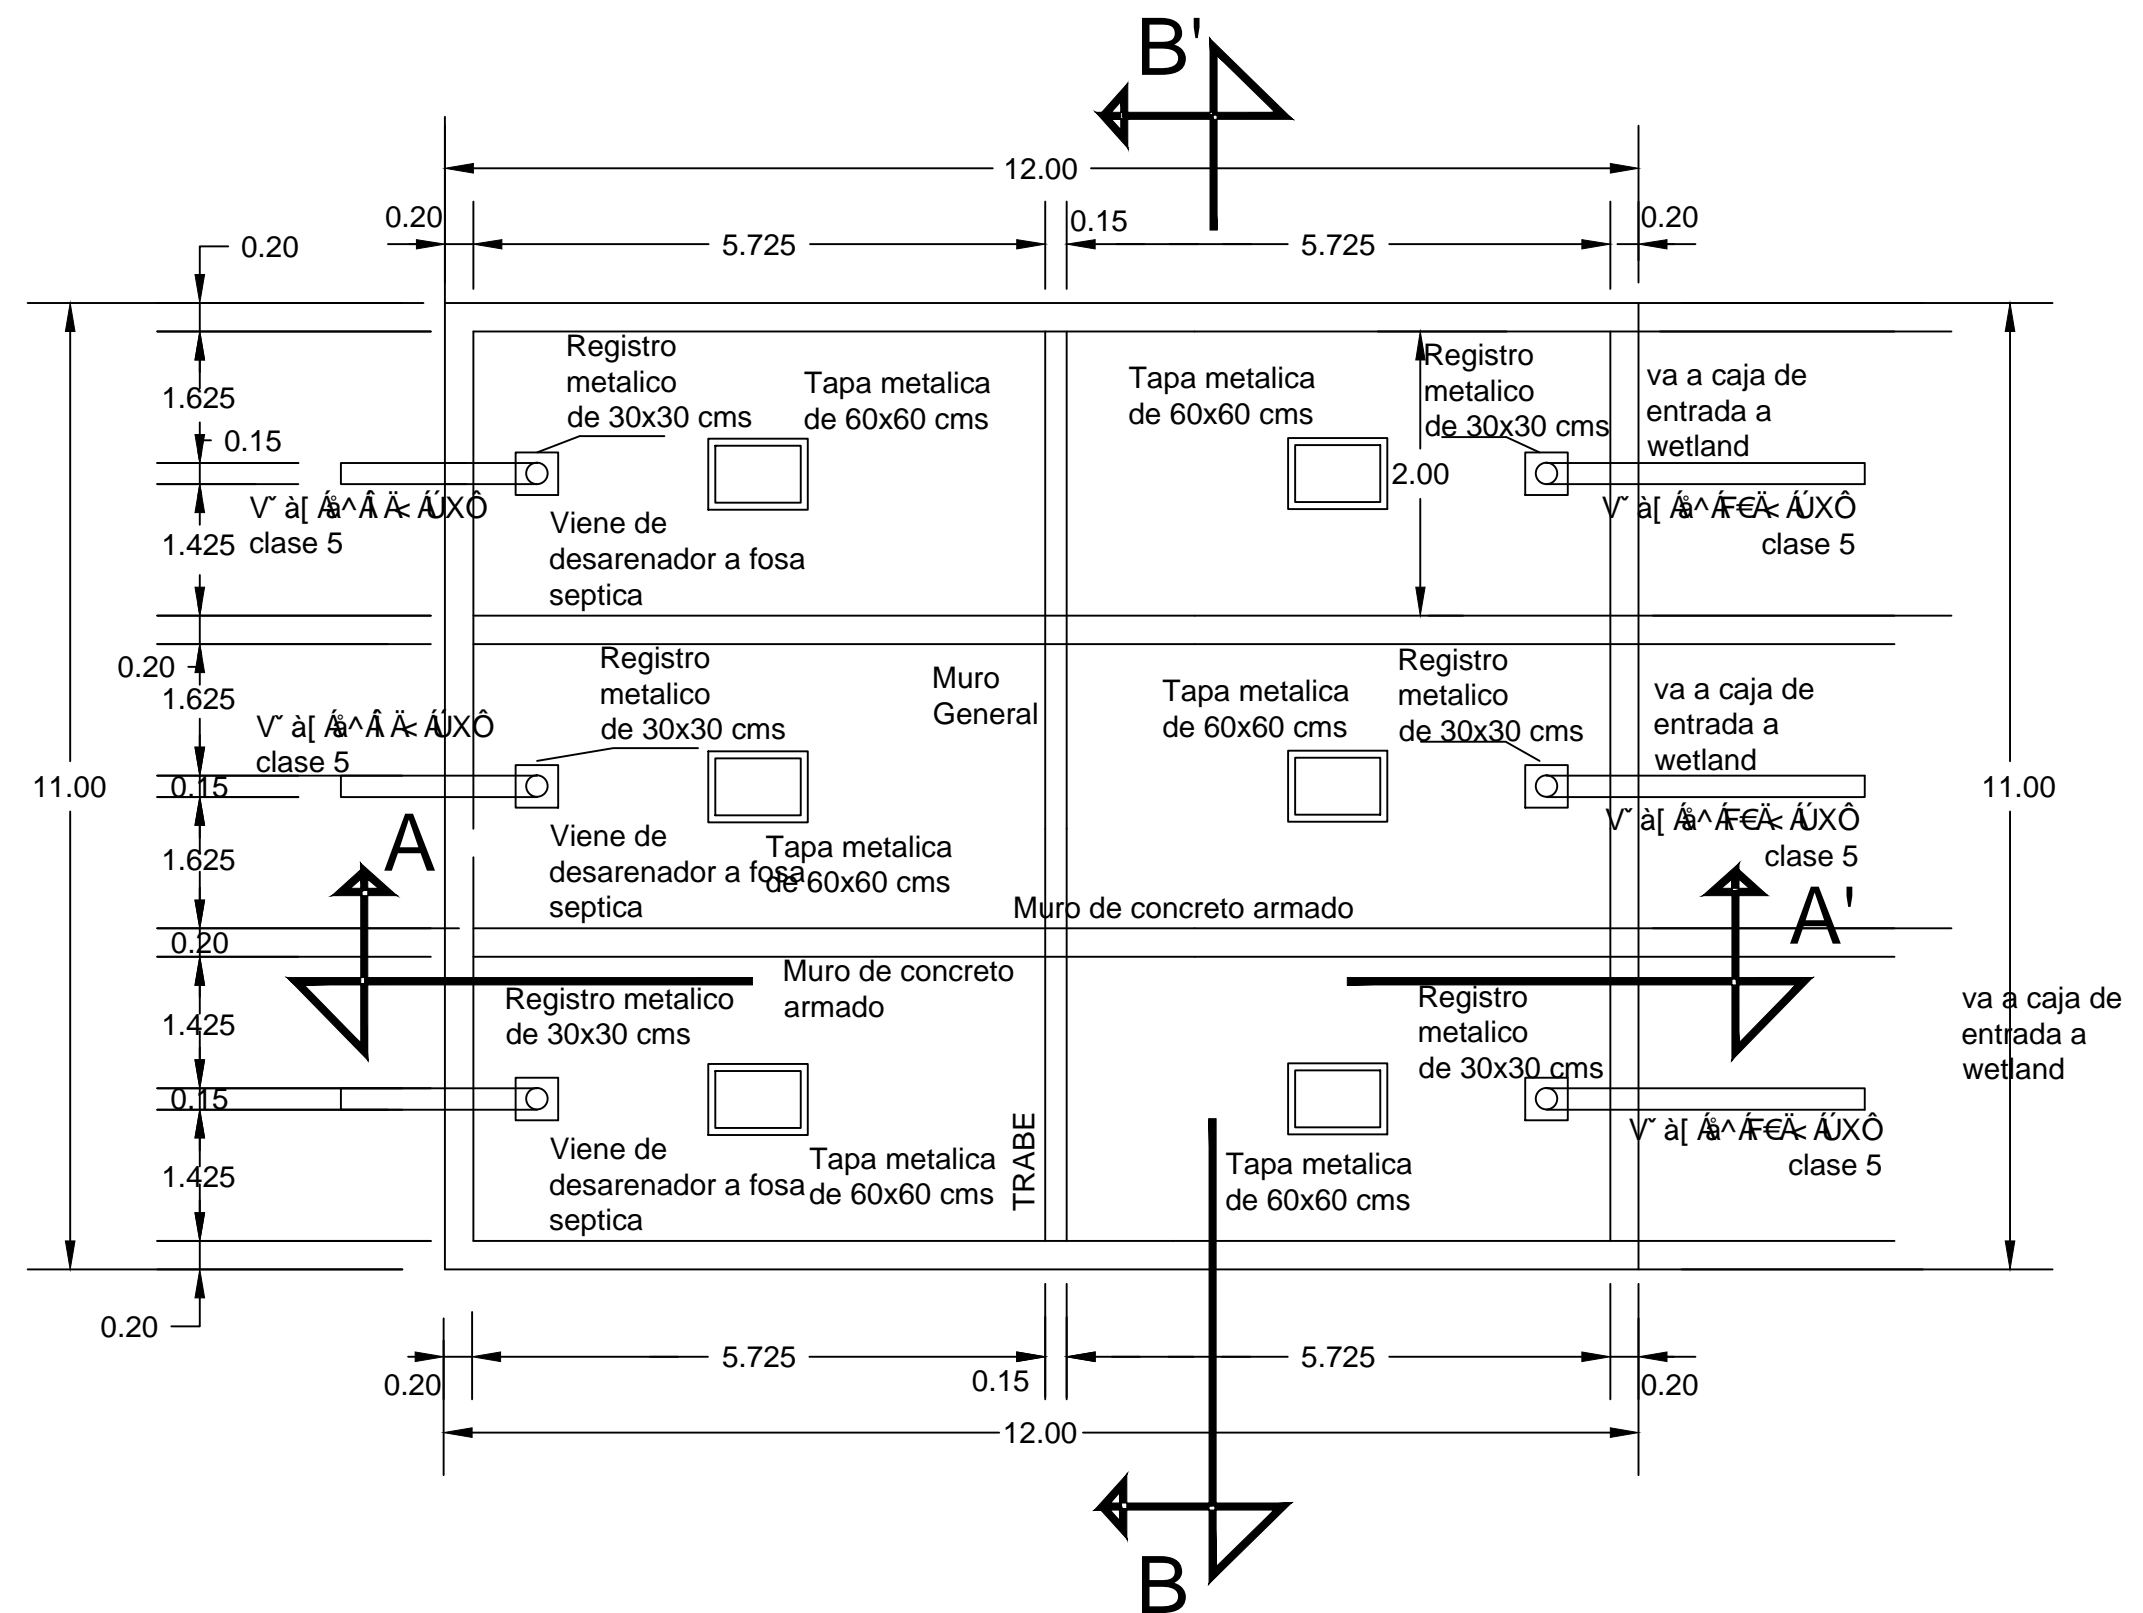 B'
12.00
0.20
0.15
0.20
5.725
5.725
0.20
Registro
metalico
de 30x30 cms
Tapa metalica
de 60x60 cms
Tapa metalica
de 60x60 cms
Registro
metalico
de 30x30 cms
va a caja de
entrada a
wetland
1.625
0.15
2.00
clase 5
1.425
Viene de
desarenador a fosa
septica
clase 5
0.20
1.625
Registro
metalico
de 30x30 cms
Muro
General
Tapa metalica
de 60x60 cms
Registro
metalico
de 30x30 cms
va a caja de
entrada a
wetland
clase 5
11.00
0.15
11.00
A
1.625
Viene de
desarenador a fosa
septica
Tapa metalica
de 60x60 cms
clase 5
A'
Muro de concreto armado
0.20
Muro de concreto
armado
Registro metalico
de 30x30 cms
Registro
metalico
de 30x30 cms
va a caja de
entrada a
wetland
1.425
0.15
1.425
Viene de
desarenador a fosa
septica
Tapa metalica
de 60x60 cms
TRABE
Tapa metalica
de 60x60 cms
clase 5
0.20
5.725
5.725
0.20
0.15
0.20
12.00
B